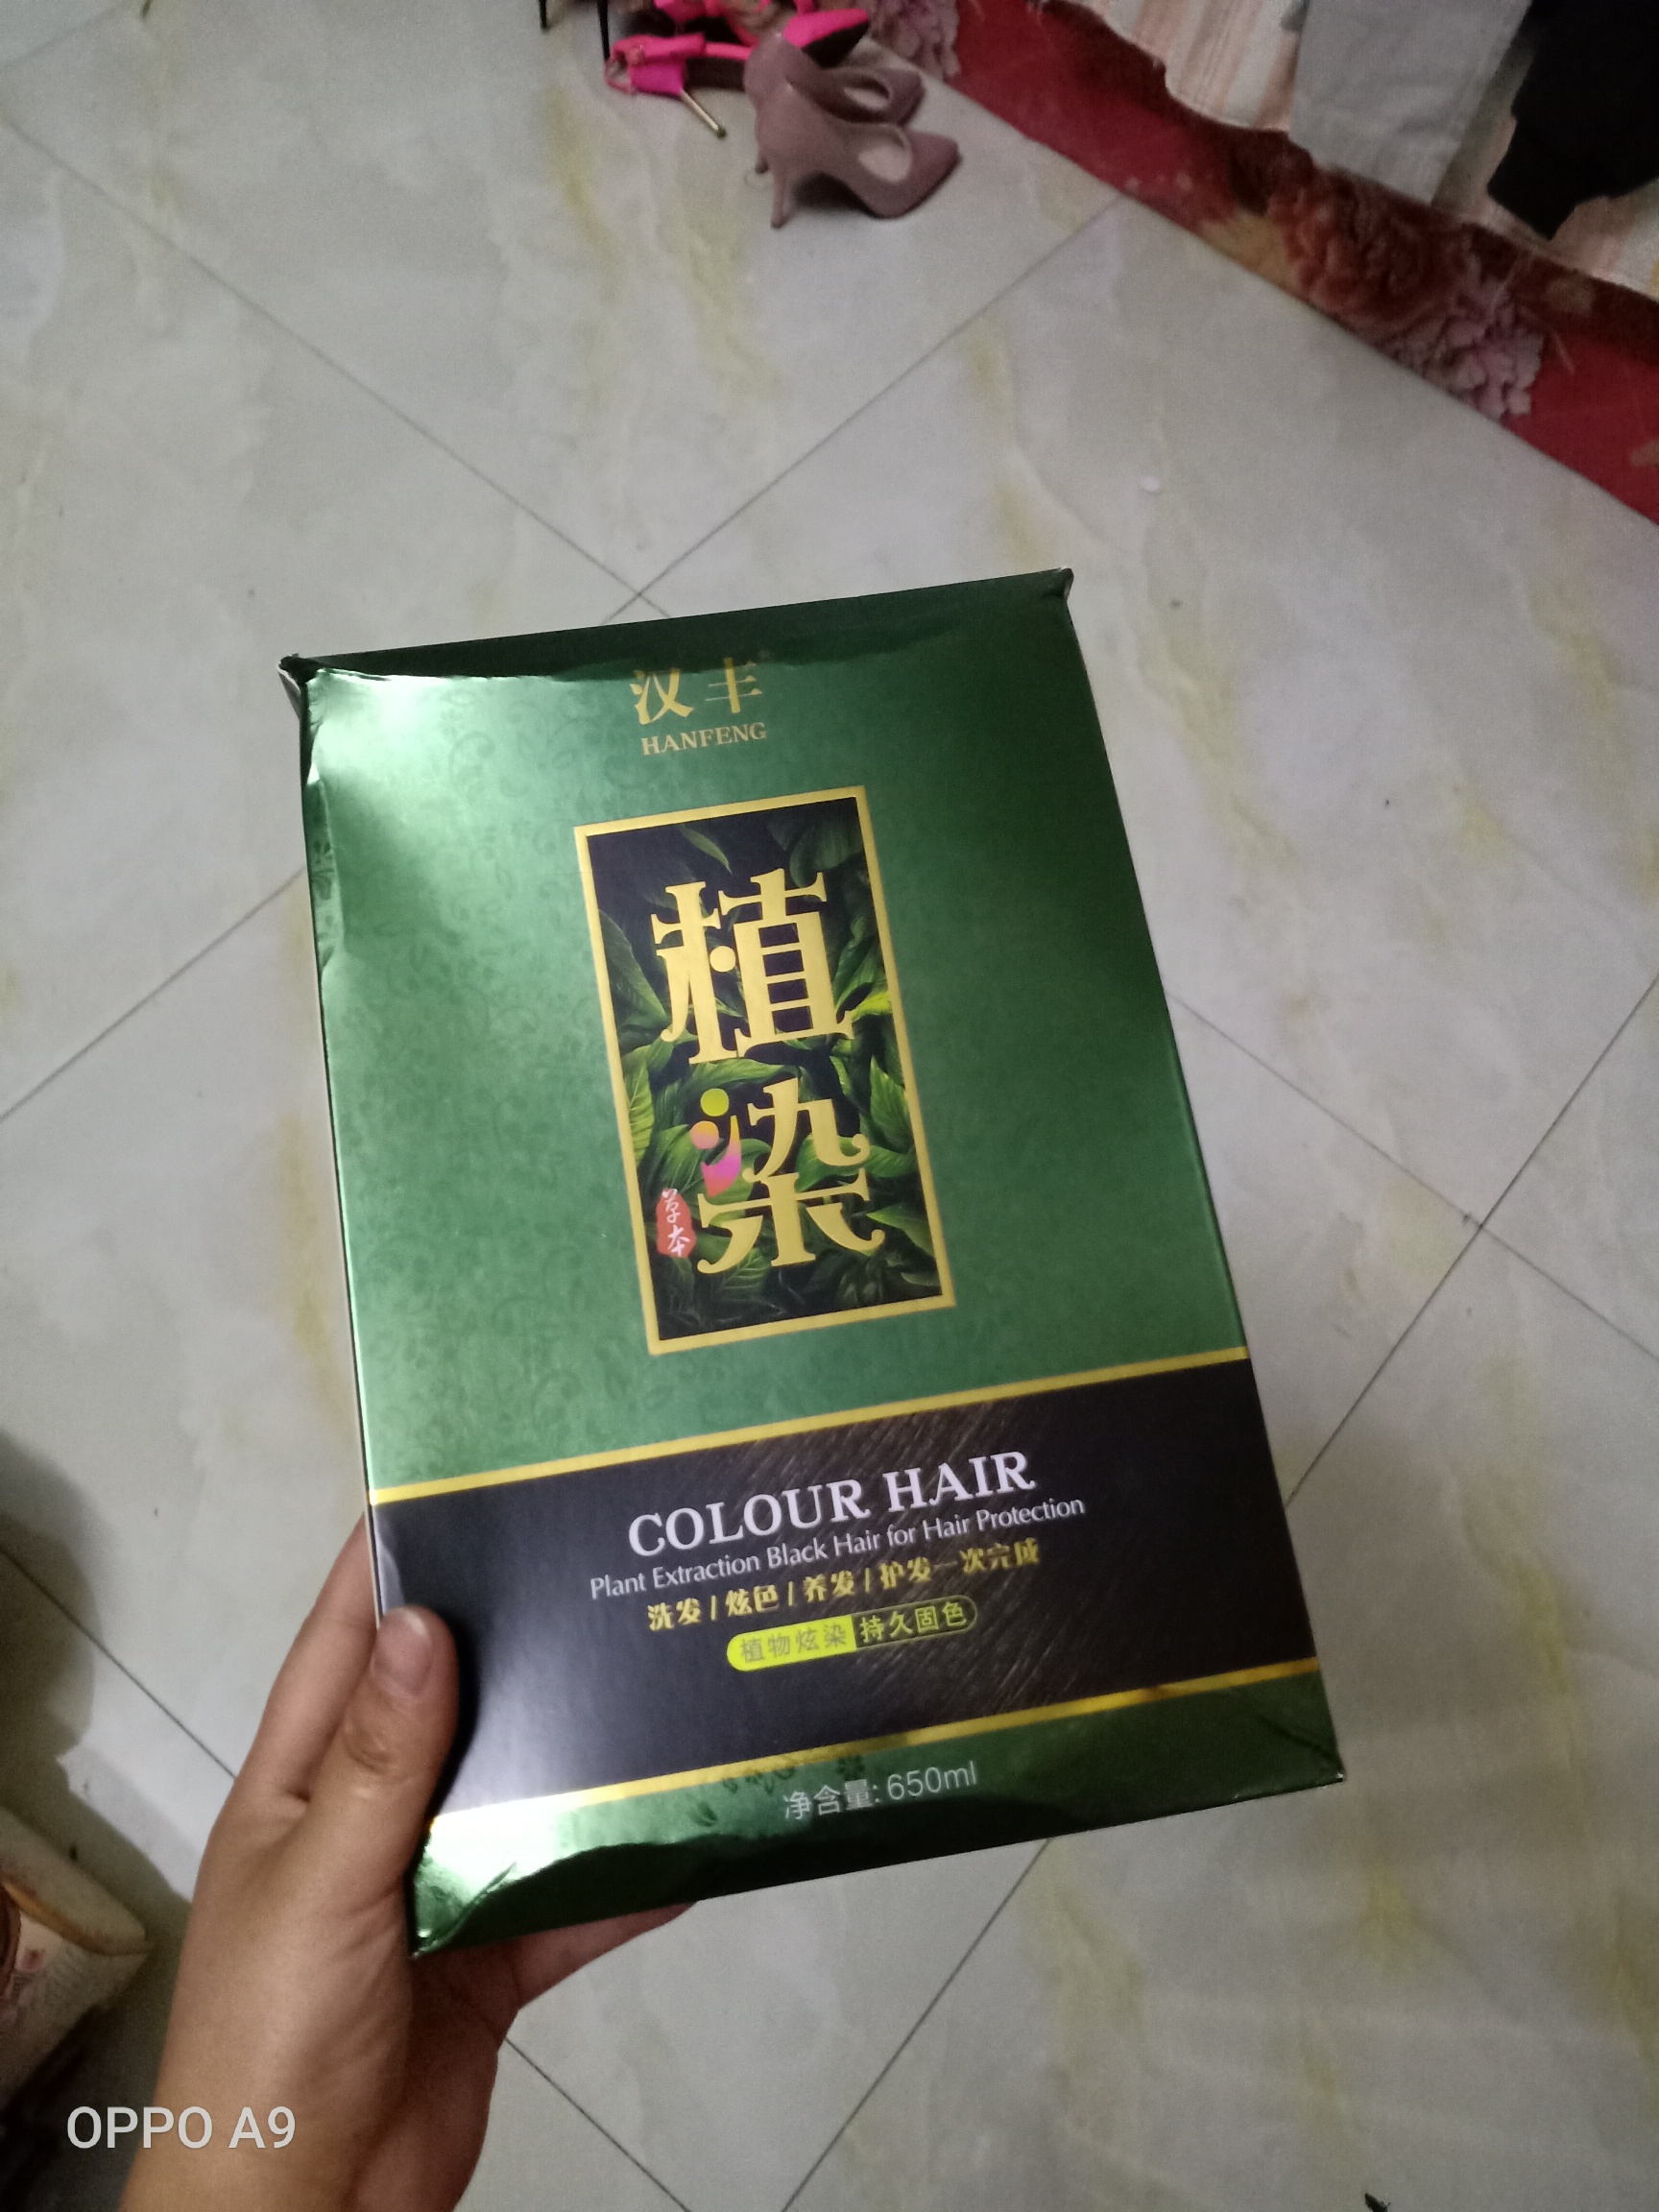 汉丰
HANFENG
植
染
草本
COLOUR HAIR
Plant Extraction Black Hair for Hair Protection
洗发/炫色/养发/护发一次完成
植物炫染 持久固色
净含量: 650ml
OPPO A9